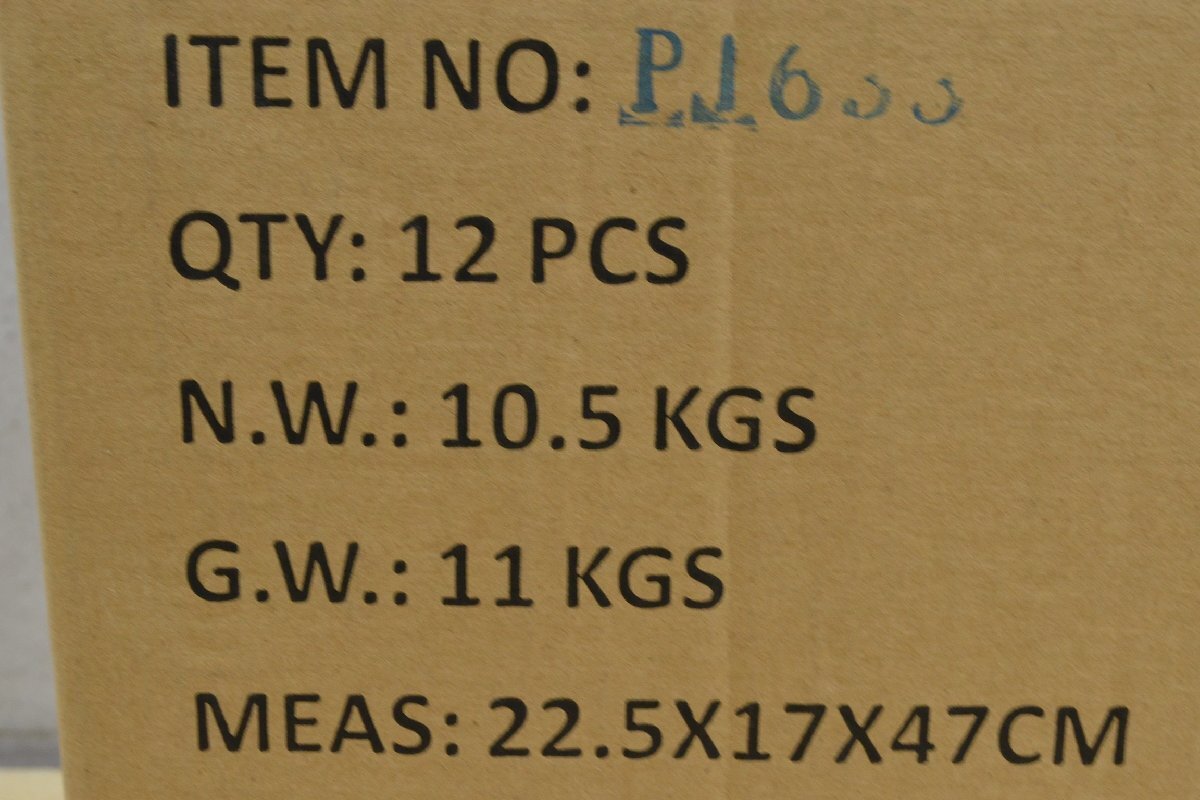 ITEM NO:
QTY: 12 PCS
N.W.: 10.5 KGS
G.W.: 11 KGS
MEAS: 22.5X17X47CM